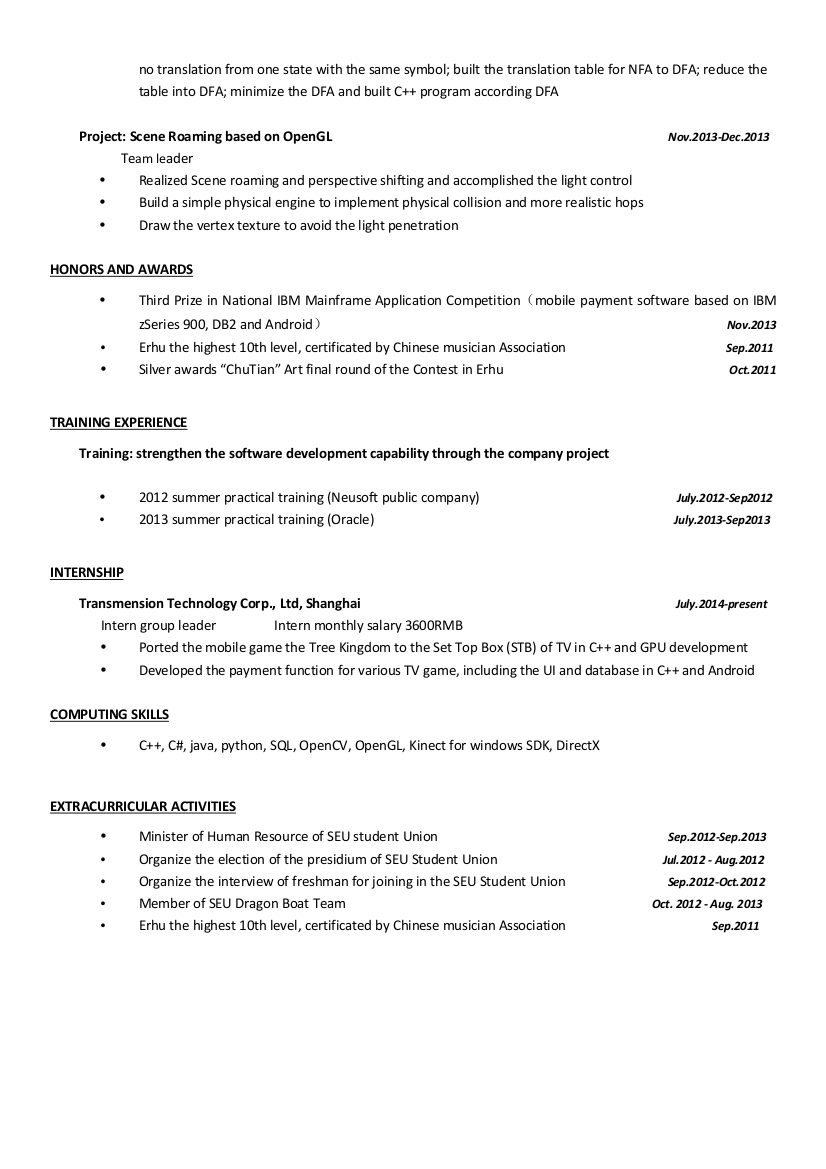 no translation from one state with the same symbol; built the translation table for NFA to DFA; reduce the
table into DFA; minimize the DFA and built C++ program according DFA
Project: Scene Roaming based on OpenGL Nov.2013-Dec.2013
Team leader
• Realized Scene roaming and perspective shifting and accomplished the light control
• Build a simple physical engine to implement physical collision and more realistic hops
• Draw the vertex texture to avoid the light penetration
HONORS AND AWARDS
• Third Prize in National IBM Mainframe Application Competition（mobile payment software based on IBM
zSeries 900, DB2 and Android） Nov.2013
• Erhu the highest 10th level, certificated by Chinese musician Association Sep.2011
• Silver awards “ChuTian” Art final round of the Contest in Erhu Oct.2011
TRAINING EXPERIENCE
Training: strengthen the software development capability through the company project
• 2012 summer practical training (Neusoft public company) July.2012-Sep2012
• 2013 summer practical training (Oracle) July.2013-Sep2013
INTERNSHIP
Transmension Technology Corp., Ltd, Shanghai July.2014-present
Intern group leader Intern monthly salary 3600RMB
• Ported the mobile game the Tree Kingdom to the Set Top Box (STB) of TV in C++ and GPU development
• Developed the payment function for various TV game, including the UI and database in C++ and Android
COMPUTING SKILLS
• C++, C#, java, python, SQL, OpenCV, OpenGL, Kinect for windows SDK, DirectX
EXTRACURRICULAR ACTIVITIES
• Minister of Human Resource of SEU student Union Sep.2012-Sep.2013
• Organize the election of the presidium of SEU Student Union Jul.2012 - Aug.2012
• Organize the interview of freshman for joining in the SEU Student Union Sep.2012-Oct.2012
• Member of SEU Dragon Boat Team Oct. 2012 - Aug. 2013
• Erhu the highest 10th level, certificated by Chinese musician Association Sep.2011